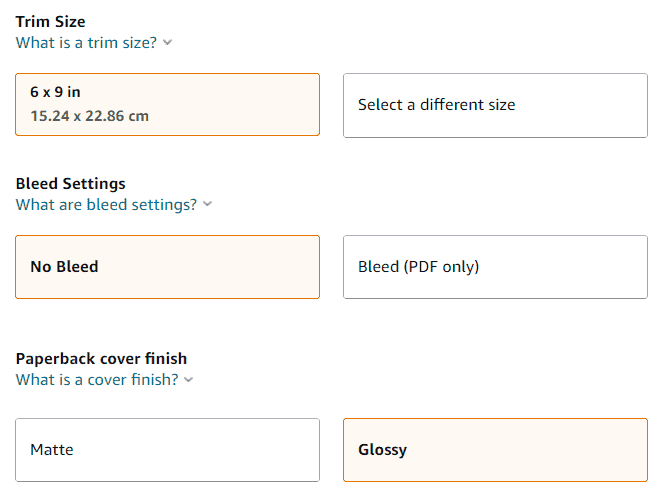 Trim Size
What is a trim size?
6 x 9 in
15.24 x 22.86 cm
Select a different size
Bleed Settings
What are bleed settings?
No Bleed
Bleed (PDF only)
Paperback cover finish
What is a cover finish?
Matte
Glossy